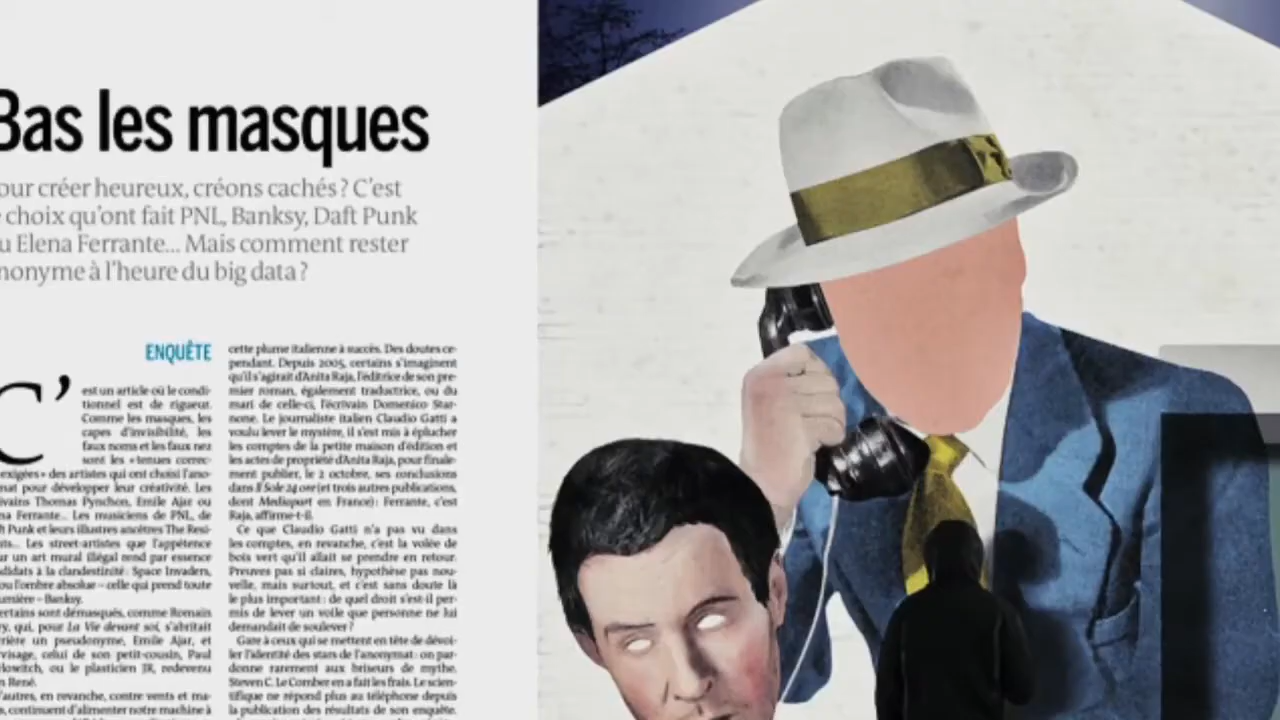 Bas les masques
our créer heureux, créons cachés ? C'est
choix qu'ont fait PNL, Banksy, Daft Punk
u Elena Ferrante... Mais comment rester
nonyme à l'heure du big data ?
ENQUÊTE
C'
est un article où le condi-
tionnel est de rigueur.
Comme les masques, les
capes d'invisibilité, les
faux noms et les faux nez
sont les « tenues correc-
exigées » des artistes qui ont choisi l'ano-
mat pour développer leur créativité. Les
ivains Thomas Pynchon, Emile Ajar ou
na Ferrante... Les musiciens de PNL, de
ft Punk et leurs illustres ancêtres The Resi-
ts... Les street-artistes que l'appétence
ur un art mural illégal rend par essence
ndidats à la clandestinité : Space Invaders,
ou l'ombre absolue – celle qui prend toute
umière – Banksy.
ertains sont démasqués, comme Romain
ry, qui, pour La Vie devant soi, s'abritait
rière un pseudonyme, Emile Ajar, et
visage, celui de son petit-cousin, Paul
lowitch, ou le plasticien JR, redevenu
n René.
'autres, en revanche, contre vents et ma-
s, continuent d'alimenter notre machine à
cette plume italienne à succès. Des doutes ce-
pendant. Depuis 2005, certains s'imaginent
qu'il s'agirait d'Anita Raja, l'éditrice de son pre-
mier roman, également traductrice, ou du
mari de celle-ci, l'écrivain Domenico Star-
none. Le journaliste italien Claudio Gatti a
voulu lever le mystère, il s'est mis à éplucher
les comptes de la petite maison d'édition et
les actes de propriété d'Anita Raja, pour finale-
ment publier, le 2 octobre, ses conclusions
dans Il Sole 24 ore (et trois autres publications,
dont Mediapart en France) : Ferrante, c'est
Raja, affirme-t-il.
Ce que Claudio Gatti n'a pas vu dans
les comptes, en revanche, c'est la volée de
bois vert qu'il allait se prendre en retour.
Preuves pas si claires, hypothèse pas nou-
velle, mais surtout, et c'est sans doute là
le plus important : de quel droit s'est-il per-
mis de lever un voile que personne ne lui
demandait de soulever ?
Gare à ceux qui se mettent en tête de dévoi-
ler l'identité des stars de l'anonymat : on par-
donne rarement aux briseurs de mythe.
Steven C. Le Comber en a fait les frais. Le scien-
tifique ne répond plus au téléphone depuis
la publication des résultats de son enquête.